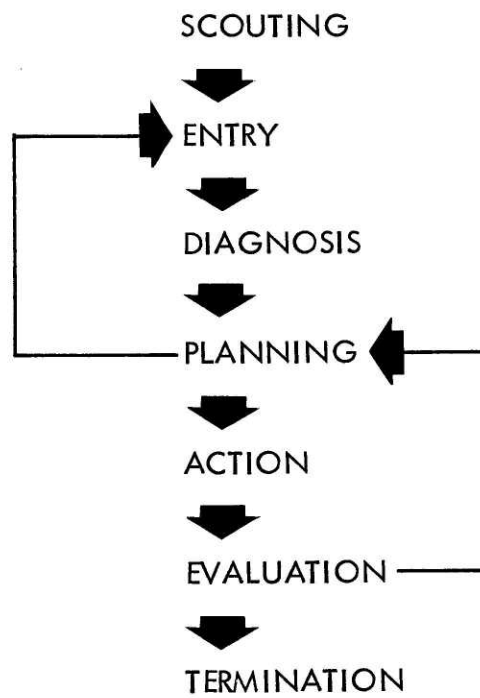 SCOUTING
ENTRY
DIAGNOSIS
PLANNING
ACTION
EVALUATION
TERMINATION